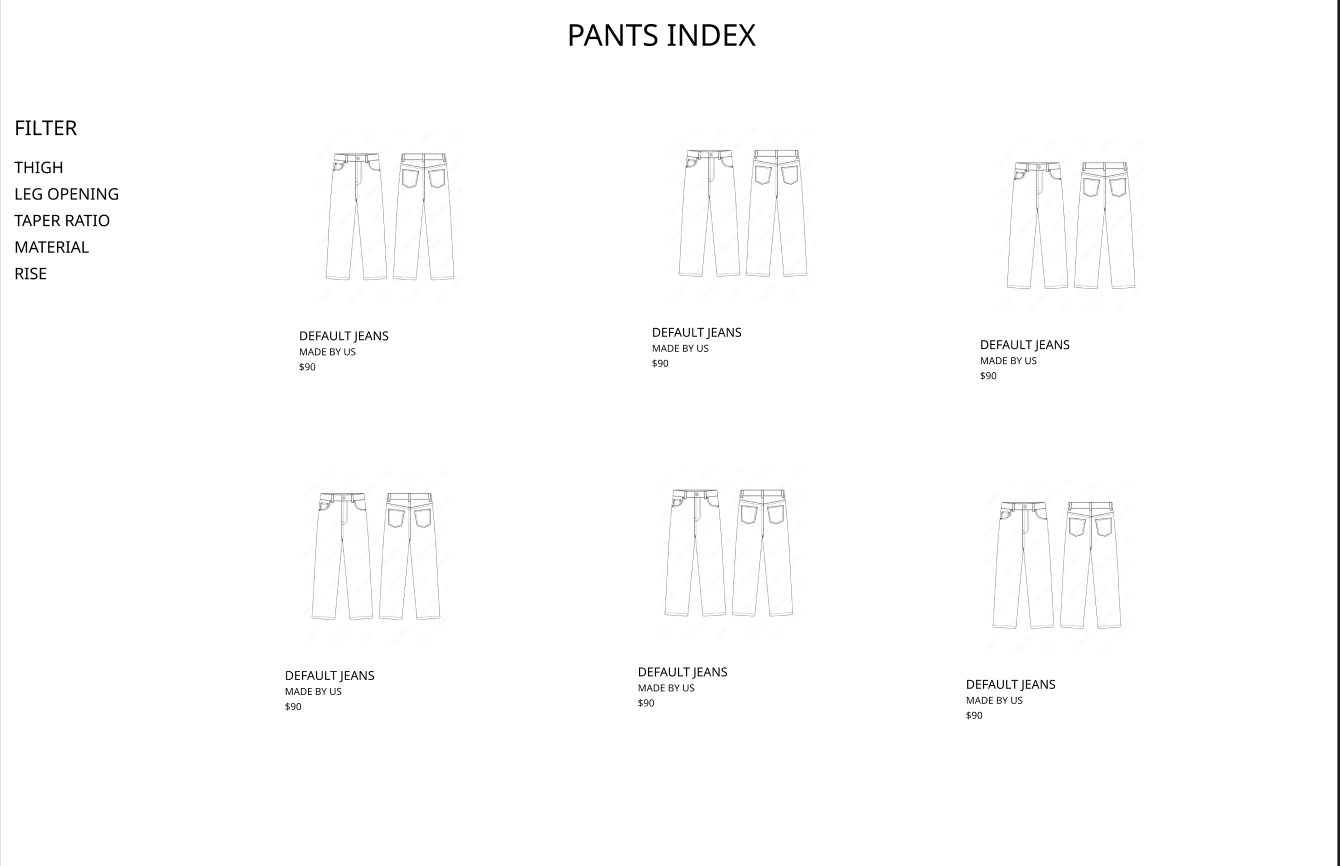 PANTS INDEX
FILTER
THIGH
LEG OPENING
TAPER RATIO
MATERIAL
RISE
DEFAULT JEANS
MADE BY US
$90
DEFAULT JEANS
MADE BY US
$90
DEFAULT JEANS
MADE BY US
$90
DEFAULT JEANS
MADE BY US
$90
DEFAULT JEANS
MADE BY US
$90
DEFAULT JEANS
MADE BY US
$90